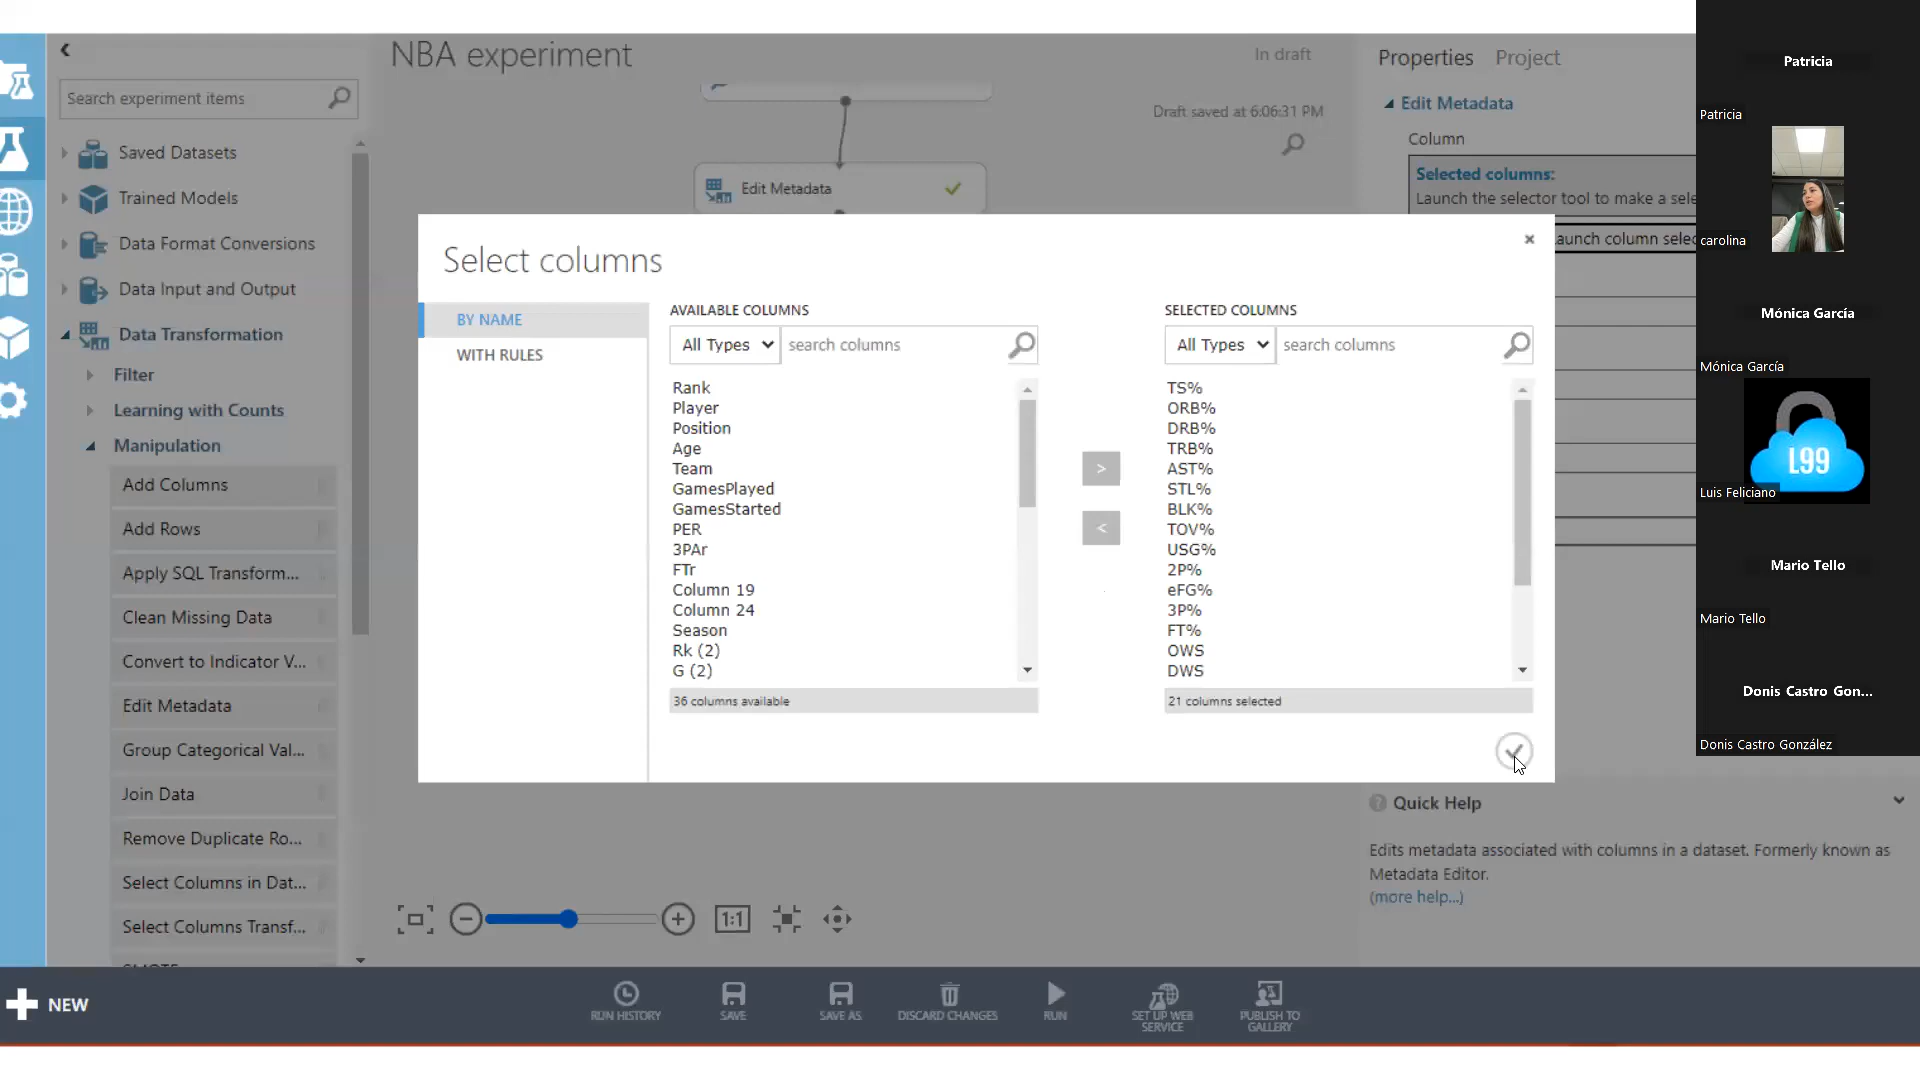 NBA experiment
In draft
Draft saved at 6:06:31 PM
Search experiment items
Saved Datasets
Trained Models
Data Format Conversions
Data Input and Output
Data Transformation
Filter
Learning with Counts
Manipulation
Add Columns
Add Rows
Apply SQL Transform...
Clean Missing Data
Convert to Indicator V...
Edit Metadata
Group Categorical Val...
Join Data
Remove Duplicate Ro...
Select Columns in Dat...
Select Columns Transf...
Edit Metadata
Select columns
BY NAME
WITH RULES
AVAILABLE COLUMNS
All Types
search columns
Rank
Player
Position
Age
Team
GamesPlayed
GamesStarted
PER
3PAr
FTr
Column 19
Column 24
Season
Rk (2)
G (2)
36 columns available
>
<
SELECTED COLUMNS
All Types
search columns
TS%
ORB%
DRB%
TRB%
AST%
STL%
BLK%
TOV%
USG%
2P%
eFG%
3P%
FT%
OWS
DWS
21 columns selected
Properties Project
Edit Metadata
Column
Selected columns:
Launch the selector tool to make a sele
aunch column selec
Quick Help
Edits metadata associated with columns in a dataset. Formerly known as
Metadata Editor.
(more help...)
1:1
NEW
RUN HISTORY
SAVE
SAVE AS
DISCARD CHANGES
RUN
SET UP WEB
SERVICE
PUBLISH TO
GALLERY
Patricia
Patricia
carolina
Mónica García
Mónica García
L99
Luis Feliciano
Mario Tello
Mario Tello
Donis Castro Gon...
Donis Castro González